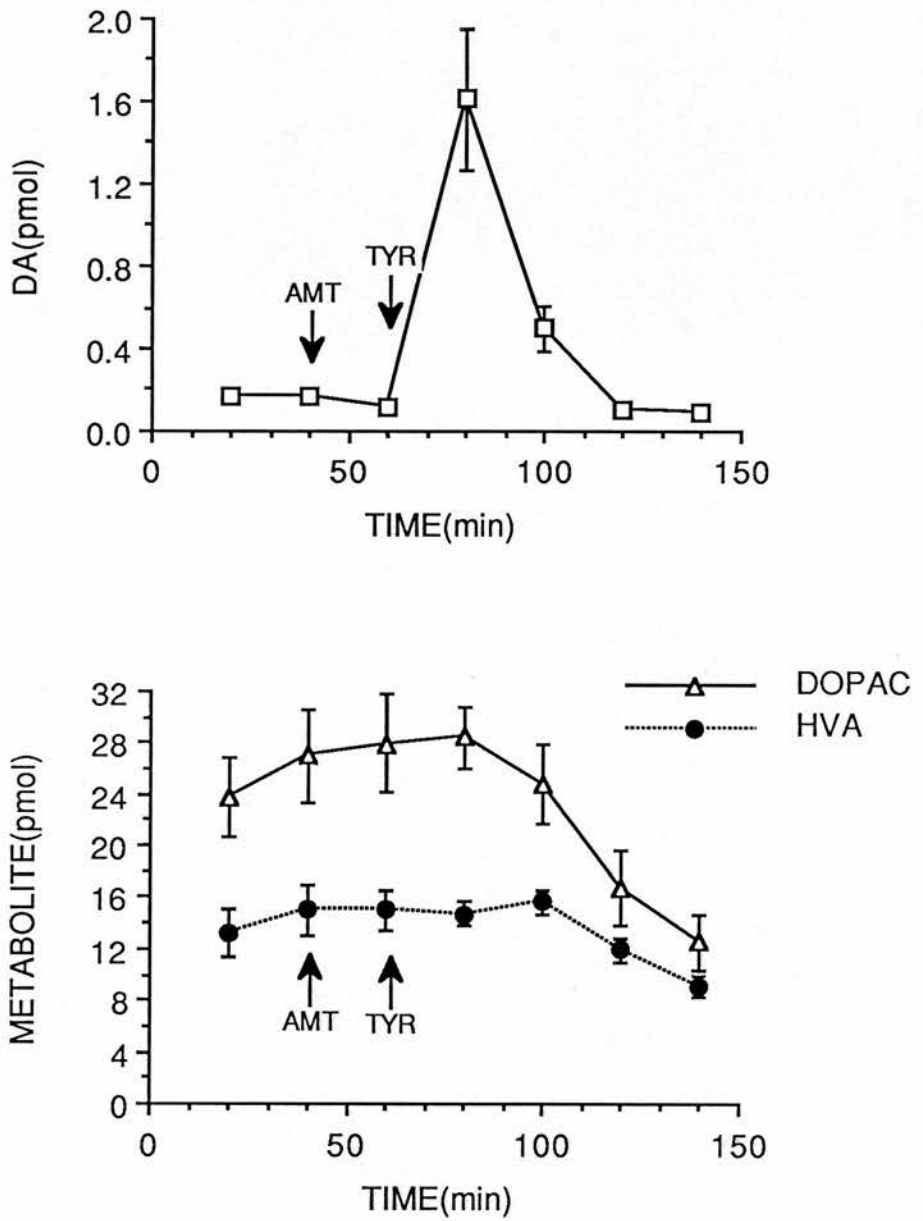 2.0
1.6
1.2
0.8
0.4
0.0
DA(pmol)
AMT
TYR
0 50 100 150
TIME(min)
DOPAC
HVA
32
28
24
20
16
12
8
4
0
METABOLITE(pmol)
AMT
TYR
0 50 100 150
TIME(min)